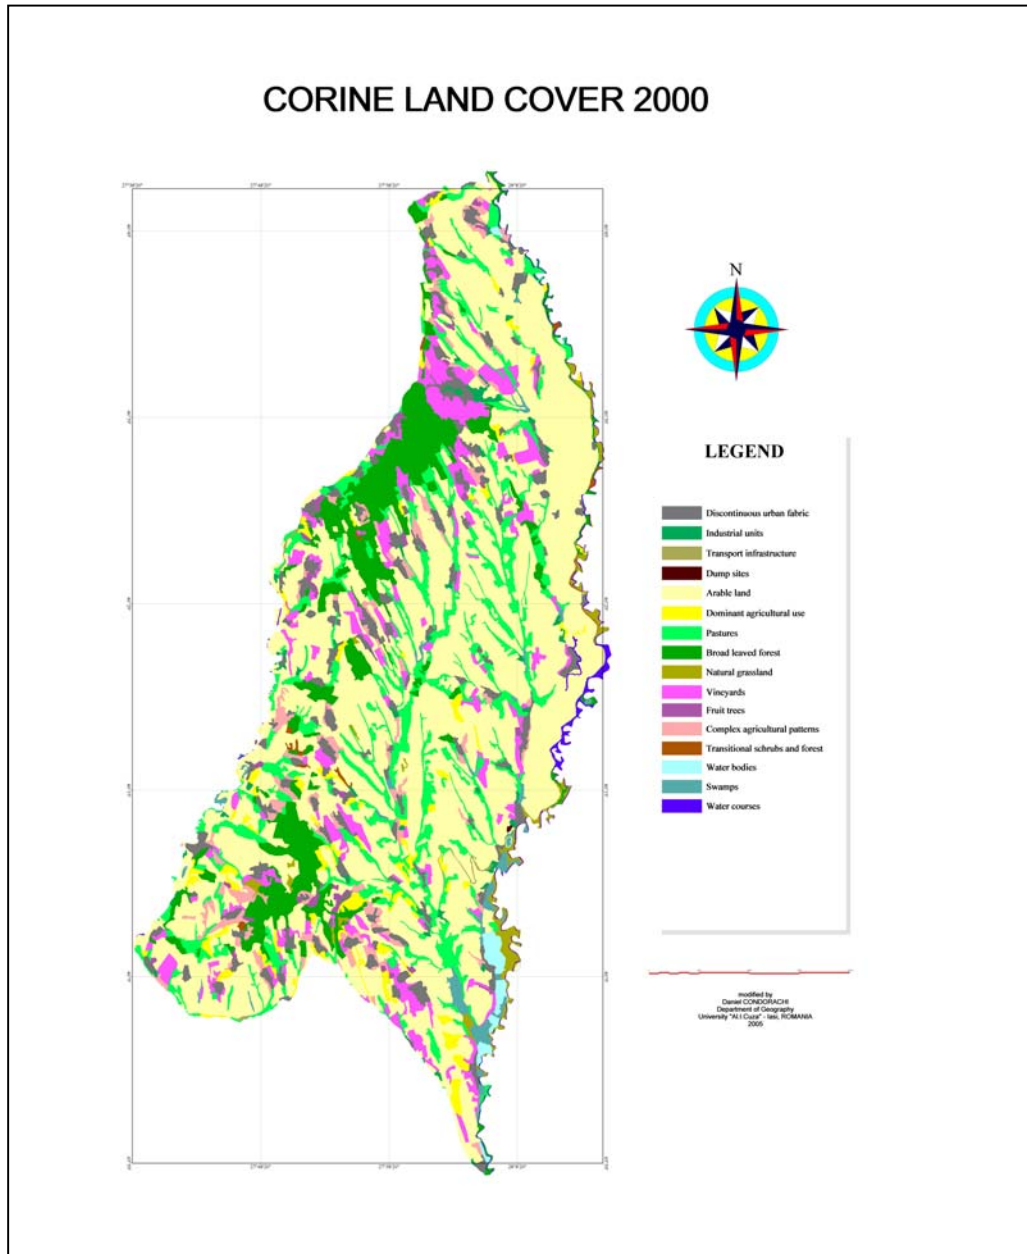 CORINE LAND COVER 2000
N
LEGEND
Discontinuous urban fabric
Industrial units
Transport infrastructure
Dump sites
Arable land
Dominant agricultural use
Pastures
Broad leaved forest
Natural grassland
Vineyards
Fruit trees
Complex agricultural patterns
Transitional schrubs and forest
Water bodies
Swamps
Water courses
modified by
Daniel CONDORACHI
Department of Geography
University "Al.I.Cuza" - Iasi, ROMANIA
2005